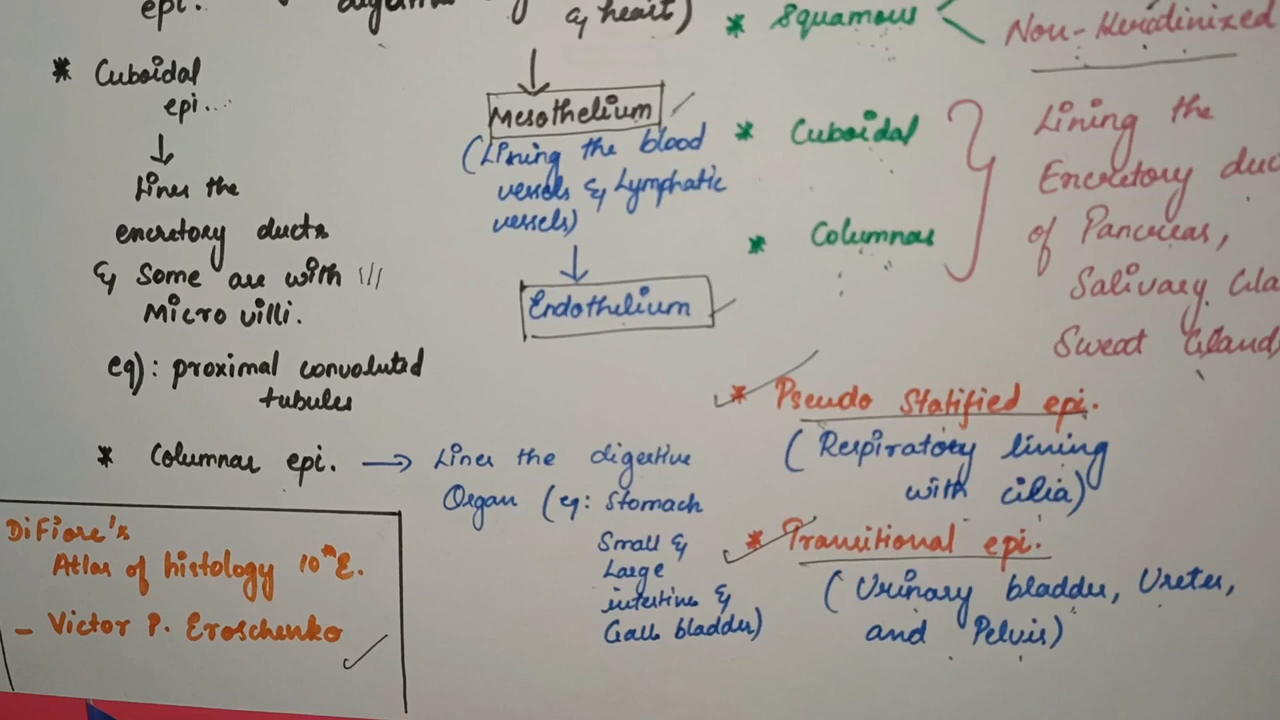 epi.
& heart)
* Cuboidal
epi...
↓
Lines the
excretory ducts
& Some are with
Micro villi.
eg): proximal convoluted
tubules
* Columnar epi. → Lines the digestive
Organ (eg: Stomach
Small &
Large
intestine &
Gall bladder)
↓
Mesothelium
(Lining the blood
vessels & Lymphatic
vessels)
↓
Endothelium
* Squamous <
Non-Keratinized
* Cuboidal
* Columnar
}
Lining the
Excretory duc
of Pancreas,
Salivary Gla
Sweat Gland
* Pseudo Statified epi.
(Respiratory lining
with cilia)
* Transitional epi.
(Urinary bladder, Ureter,
and Pelvis)
DiFiore's
Atlas of histology 10th E.
- Victor P. Eroschenko